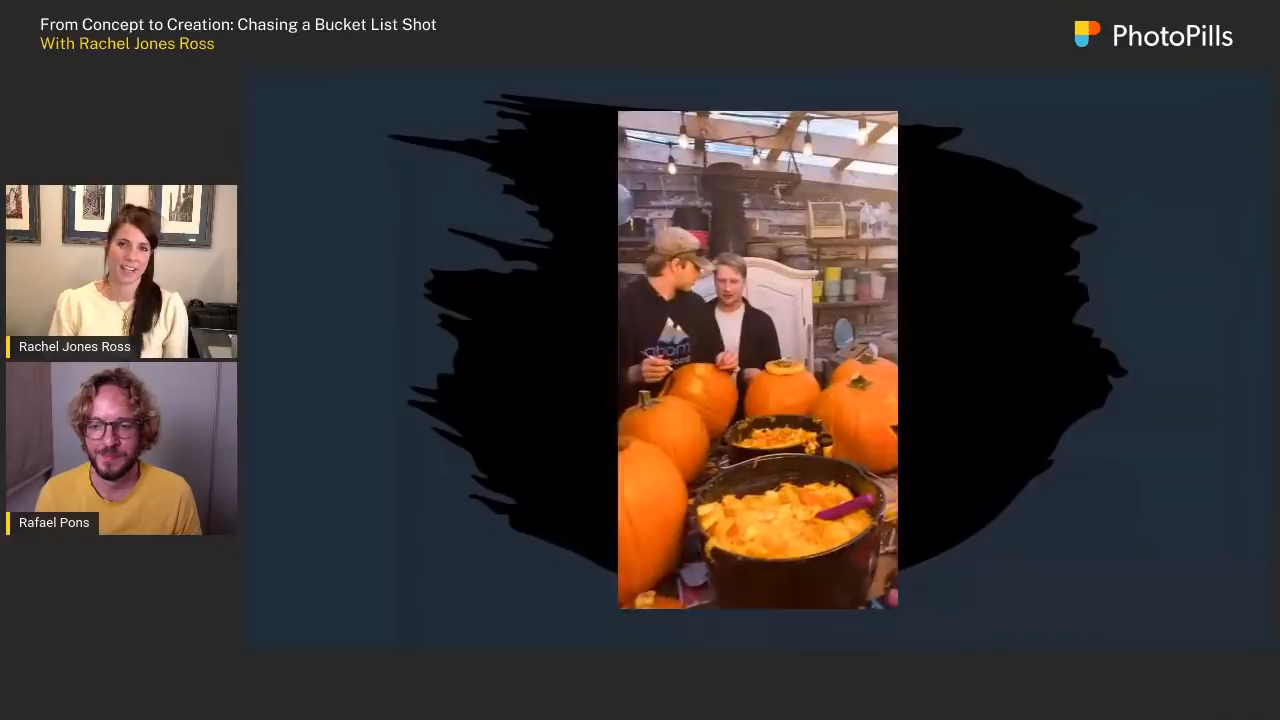 From Concept to Creation: Chasing a Bucket List Shot
With Rachel Jones Ross
PhotoPills
Rachel Jones Ross
Rafael Pons